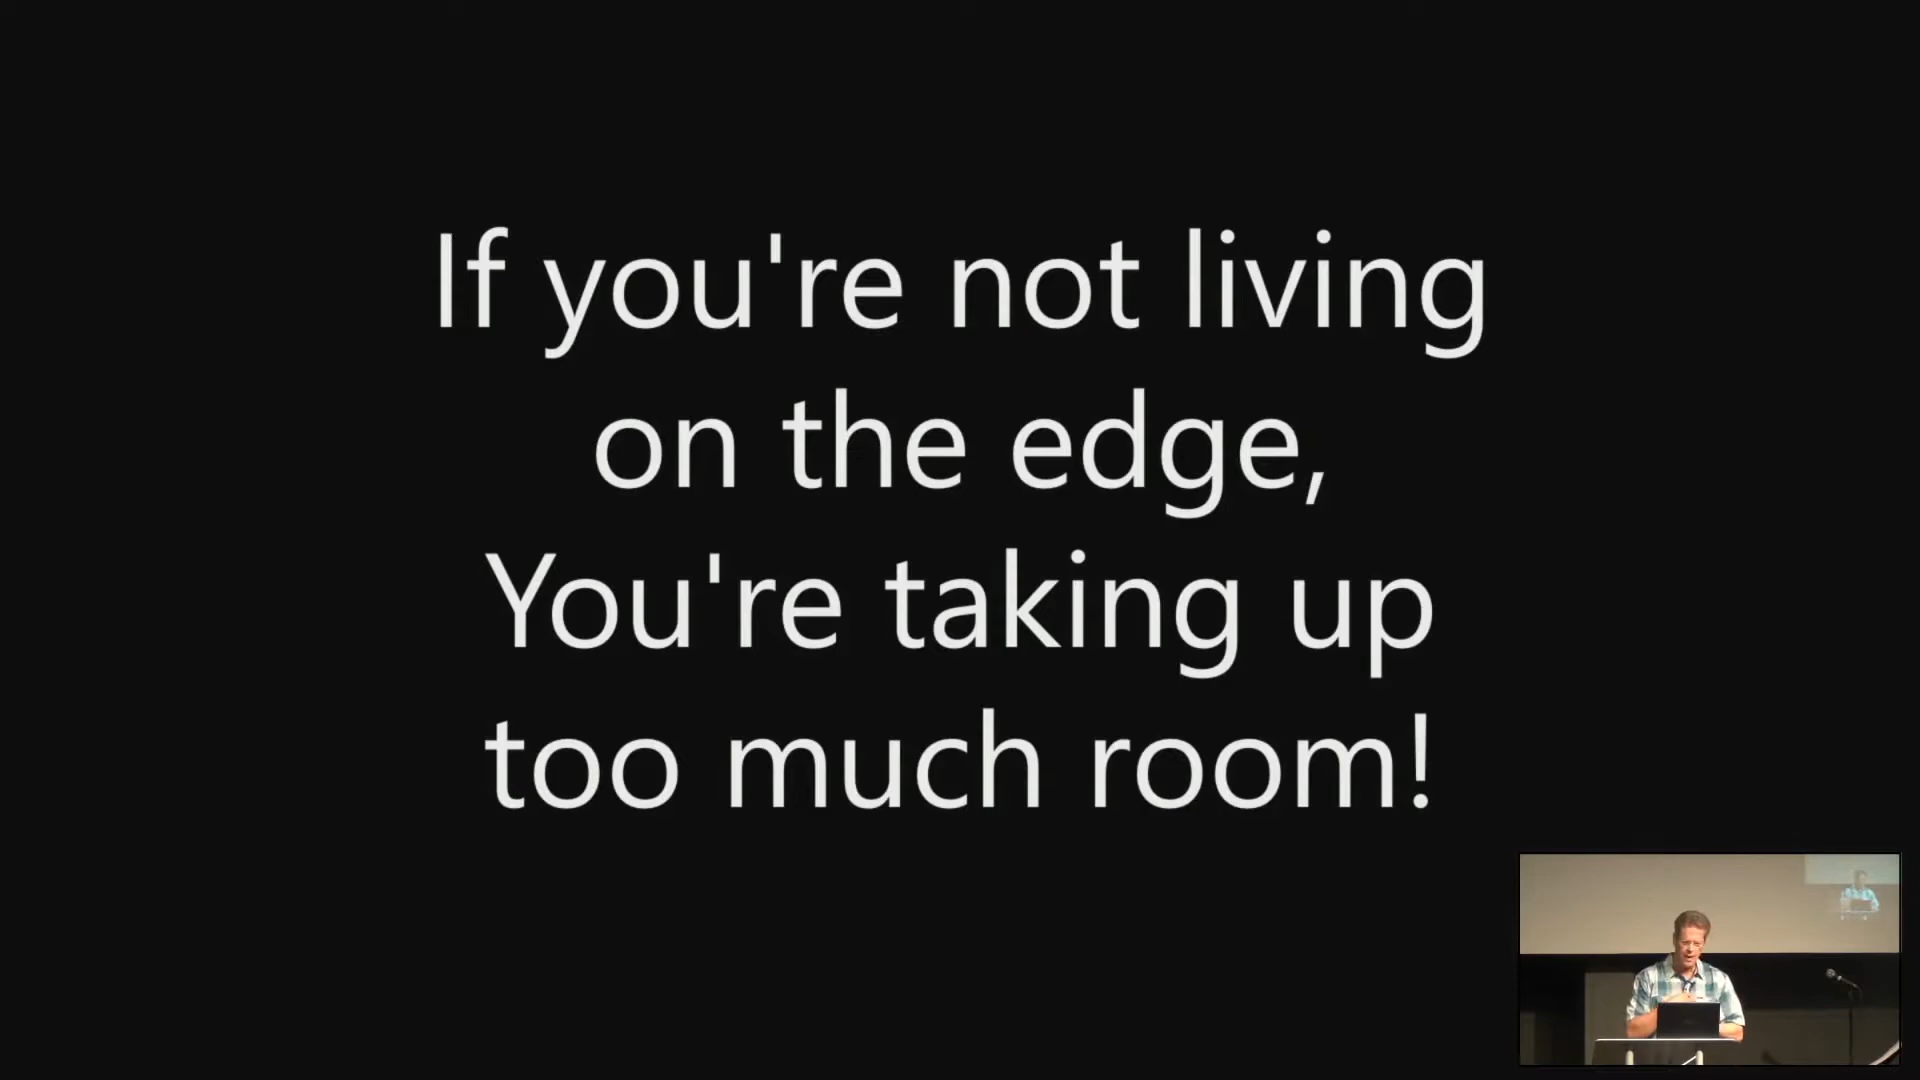 If you're not living
on the edge,
You're taking up
too much room!